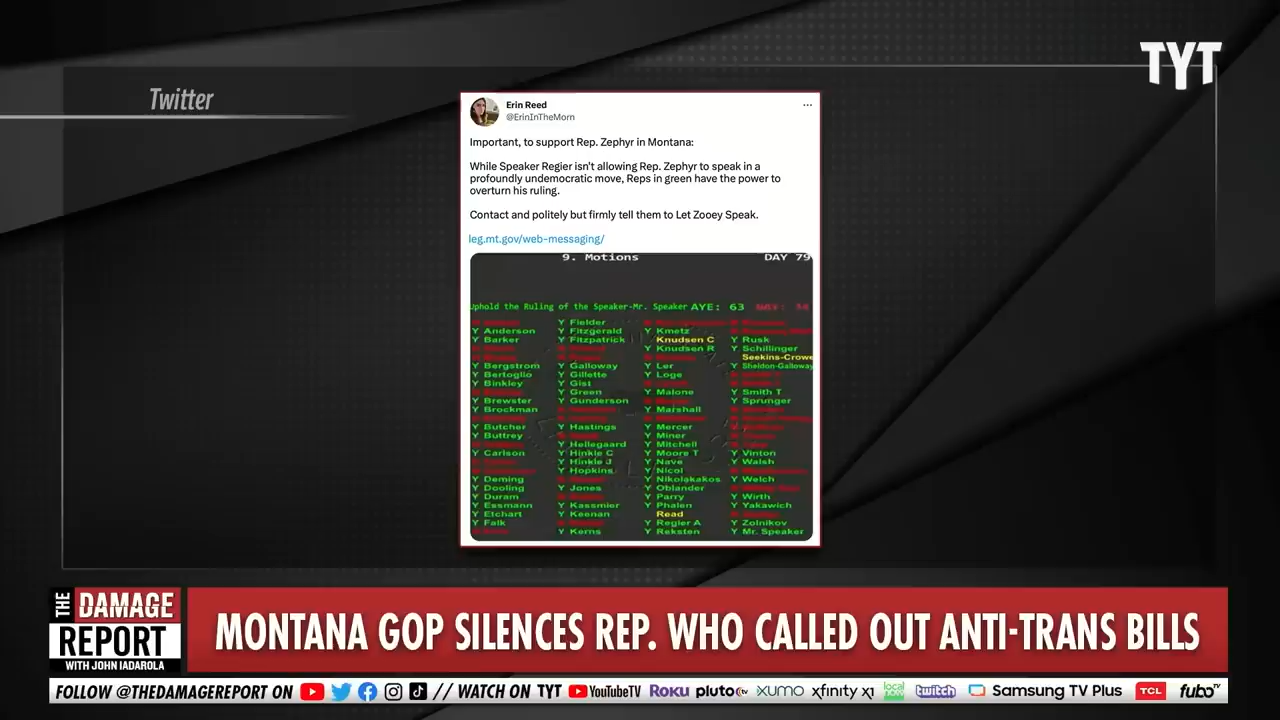 TYT
Twitter
Erin Reed
@ErinInTheMorn
Important, to support Rep. Zephyr in Montana:
While Speaker Regier isn't allowing Rep. Zephyr to speak in a
profoundly undemocratic move, Reps in green have the power to
overturn his ruling.
Contact and politely but firmly tell them to Let Zooey Speak.
leg.mt.gov/web-messaging/
9. Motions DAY 79
phold the Ruling of the Speaker-Mr. Speaker AYE: 63
Y Fielder
Y Anderson Y Fitzgerald Y Kmetz
Y Barker Y Fitzpatrick Knudsen C Y Rusk
Y Knudsen R Y Schillinger
Seekins-Crowe
Y Bergstrom Y Galloway Y Ler Y Sheldon-Galloway
Y Bertoglio Y Gillette Y Loge
Y Binkley Y Gist
Y Green Y Malone Y Smith T
Y Brewster Y Gunderson Y Sprunger
Y Brockman Y Marshall
Y Butcher Y Hastings Y Mercer
Y Buttrey Y Miner
Y Hellegaard Y Mitchell
Y Carlson Y Hinkle C Y Moore T Y Vinton
Y Hinkle J Y Nave Y Walsh
Y Hopkins Y Nicol
Y Deming Y Nikolakakos Y Welch
Y Dooling Y Jones Y Oblander
Y Duram Y Parry Y Wirth
Y Essmann Y Kassmier Y Phalen Y Yakawich
Y Etchart Y Keenan Read
Y Falk Y Regier A Y Zolnikov
Y Kerns Y Reksten Y Mr. Speaker
THE DAMAGE REPORT
WITH JOHN IADAROLA
MONTANA GOP SILENCES REP. WHO CALLED OUT ANTI-TRANS BILLS
FOLLOW @THEDAMAGEREPORT ON // WATCH ON TYT YouTubeTV Roku pluto tv XUMO xfinity x1 local now twitch Samsung TV Plus TCL fubo TV